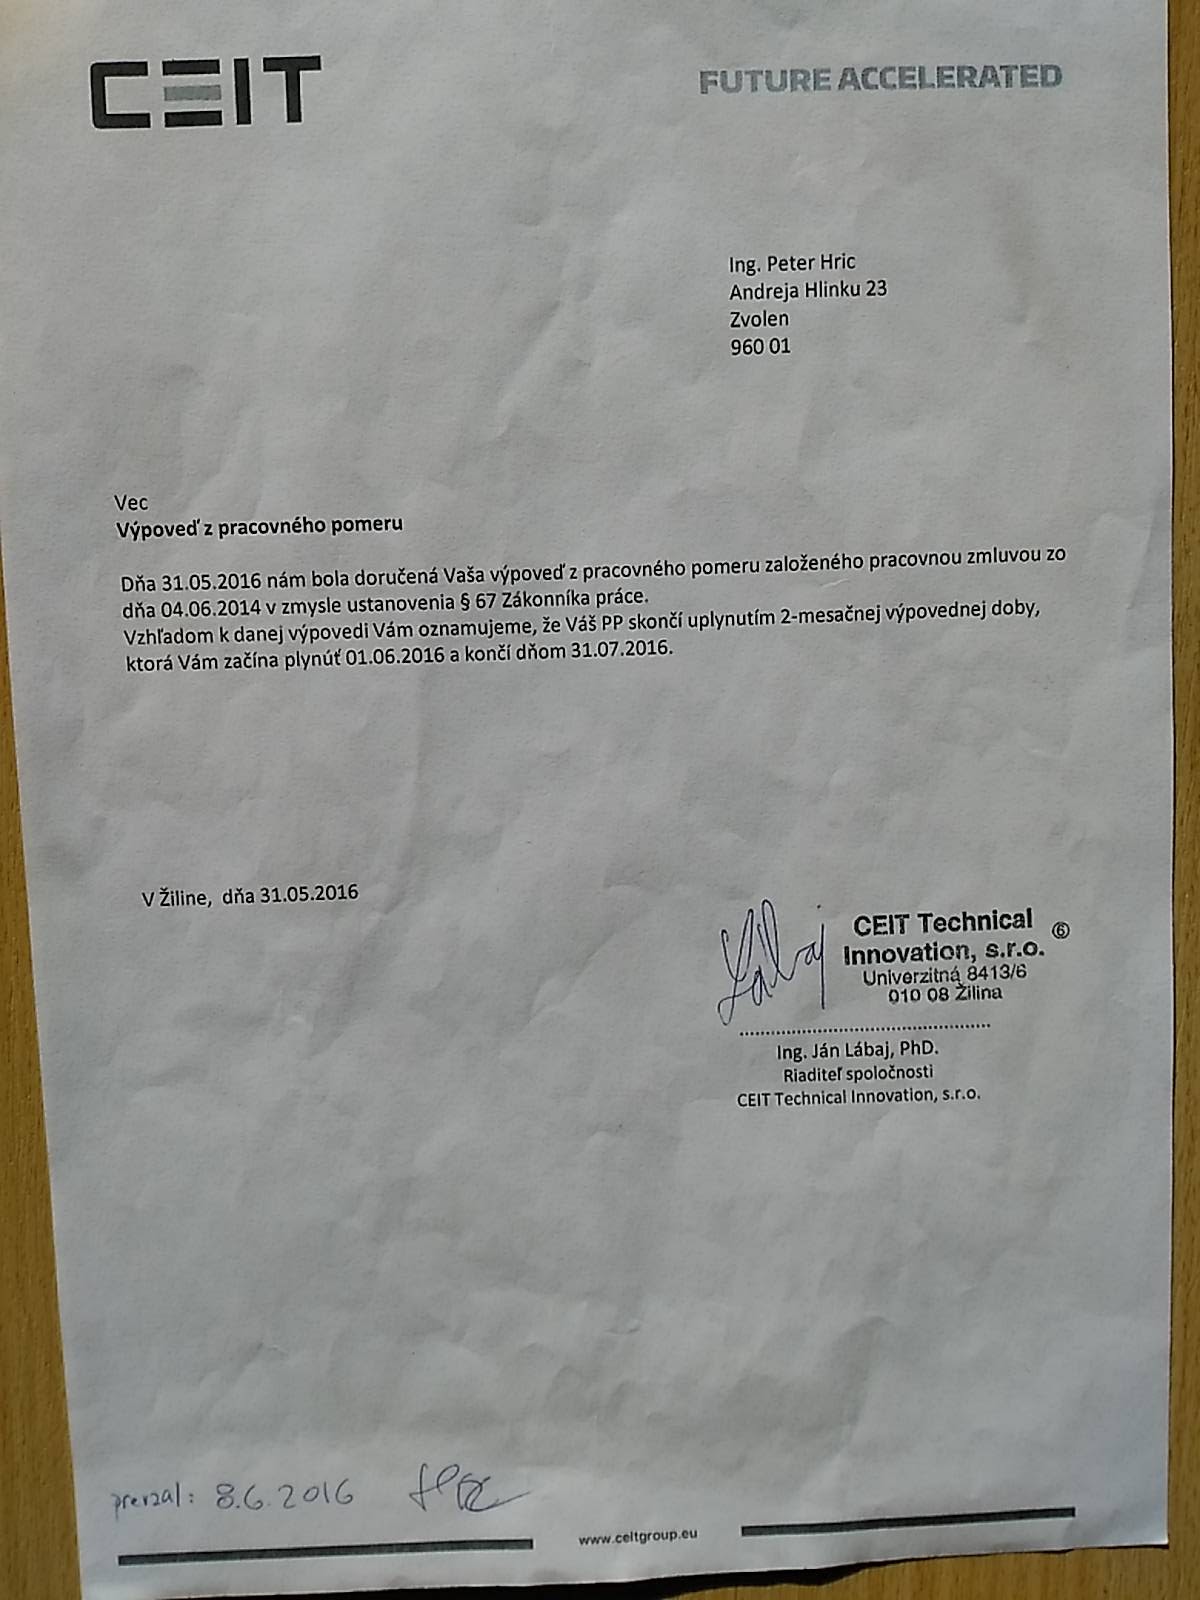 CEIT
FUTURE ACCELERATED
Ing. Peter Hric
Andreja Hlinku 23
Zvolen
960 01
Vec
Výpoveď z pracovného pomeru
Dňa 31.05.2016 nám bola doručená Vaša výpoveď z pracovného pomeru založeného pracovnou zmluvou zo
dňa 04.06.2014 v zmysle ustanovenia § 67 Zákonníka práce.
Vzhľadom k danej výpovedi Vám oznamujeme, že Váš PP skončí uplynutím 2-mesačnej výpovednej doby,
ktorá Vám začína plynúť 01.06.2016 a končí dňom 31.07.2016.
V Žiline, dňa 31.05.2016
Lábaj
CEIT Technical
Innovation, s.r.o. ⑥
Univerzitná 8413/6
010 08 Žilina
Ing. Ján Lábaj, PhD.
Riaditeľ spoločnosti
CEIT Technical Innovation, s.r.o.
prevzal: 8.6.2016
www.ceitgroup.eu